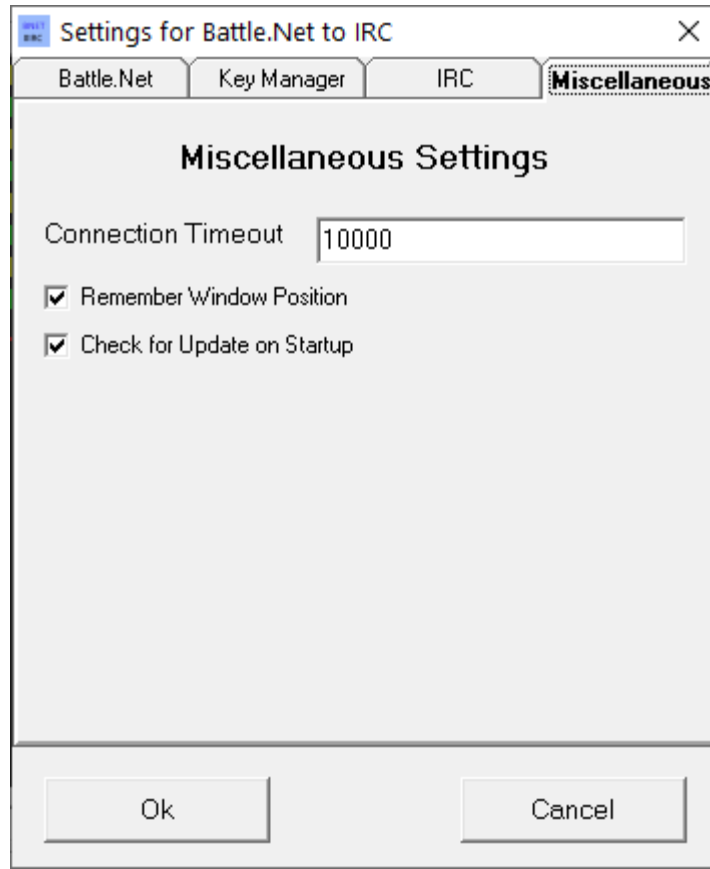 Settings for Battle.Net to IRC
Battle.Net
Key Manager
IRC
Miscellaneous
Miscellaneous Settings
Connection Timeout 10000
Remember Window Position
Check for Update on Startup
Ok
Cancel